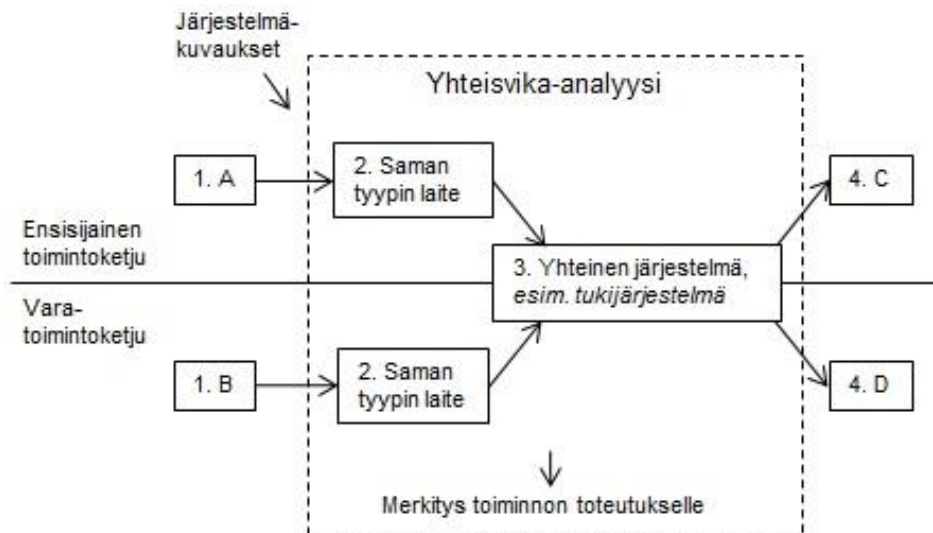 Järjestelmä-
kuvaukset
Yhteisvika-analyysi
1. A
2. Saman
tyypin laite
4. C
Ensisijainen
toimintoketju
3. Yhteinen järjestelmä,
esim. tukijärjestelmä
Vara-
toimintoketju
1. B
2. Saman
tyypin laite
4. D
Merkitys toiminnon toteutukselle